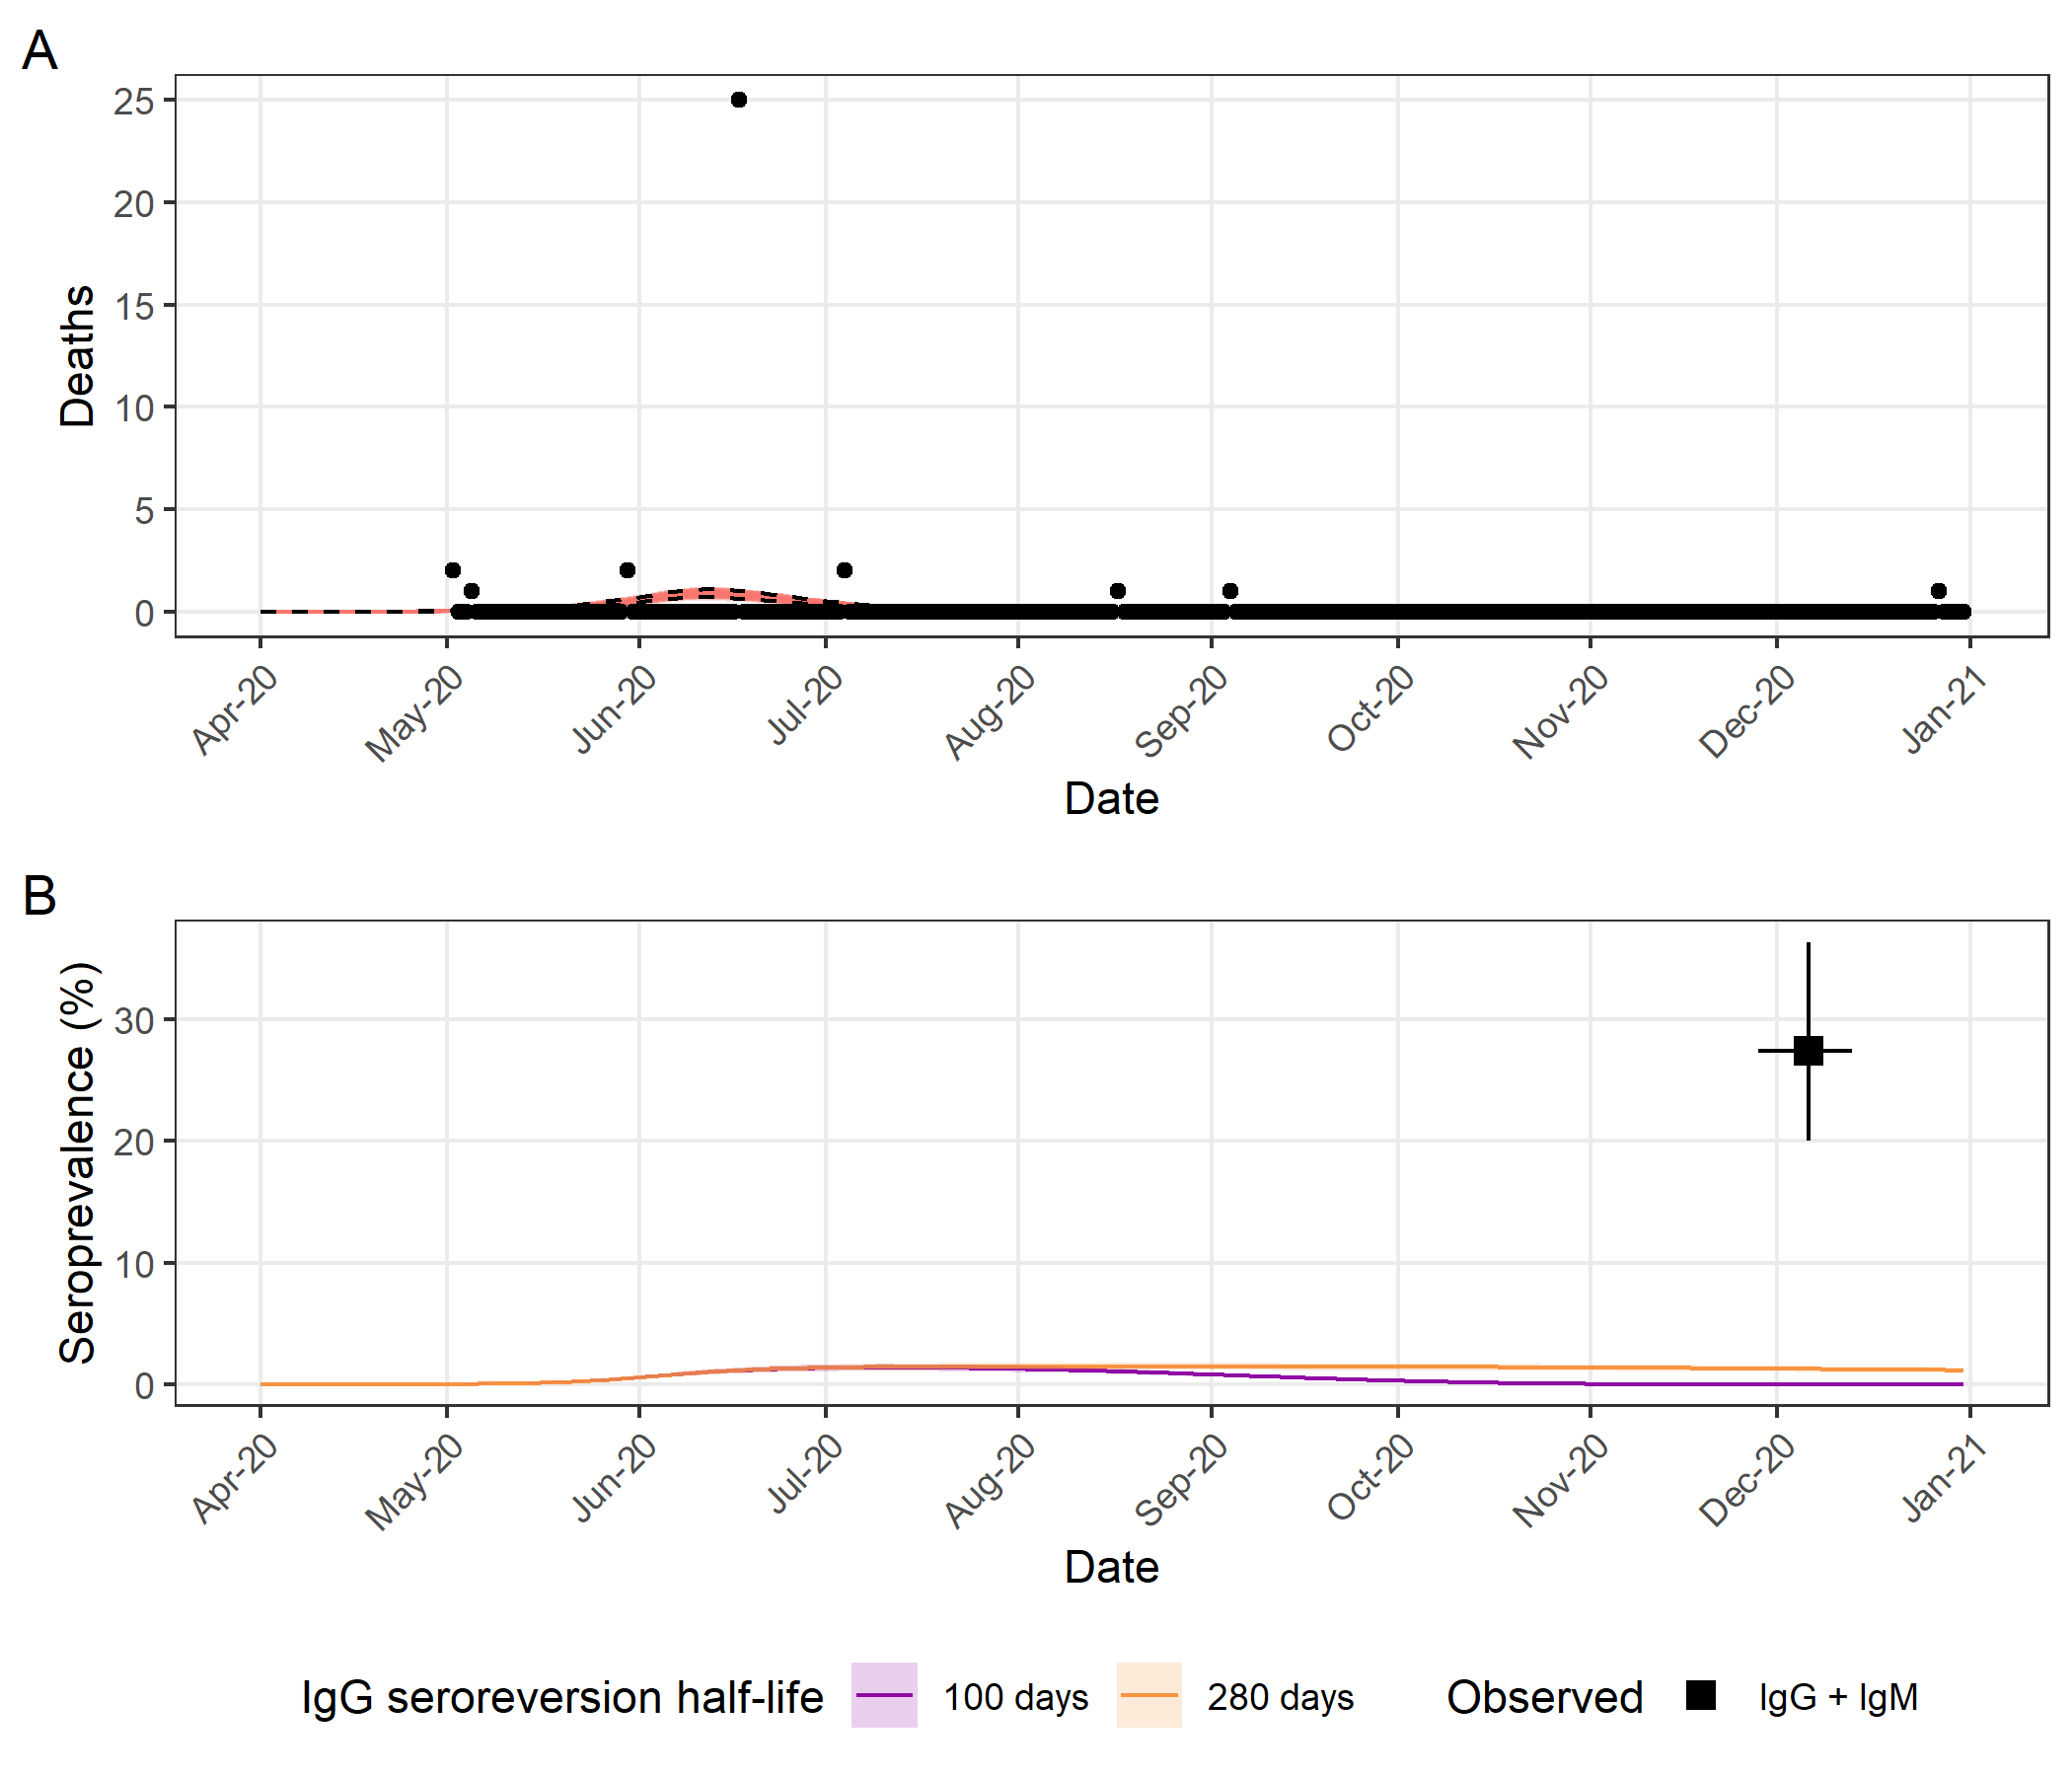 A
Deaths
25
20
15
10
5
0
Apr-20 May-20 Jun-20 Jul-20 Aug-20 Sep-20 Oct-20 Nov-20 Dec-20 Jan-21
Date
B
Seroprevalence (%)
30
20
10
0
Apr-20 May-20 Jun-20 Jul-20 Aug-20 Sep-20 Oct-20 Nov-20 Dec-20 Jan-21
Date
IgG seroreversion half-life 100 days 280 days Observed IgG + IgM